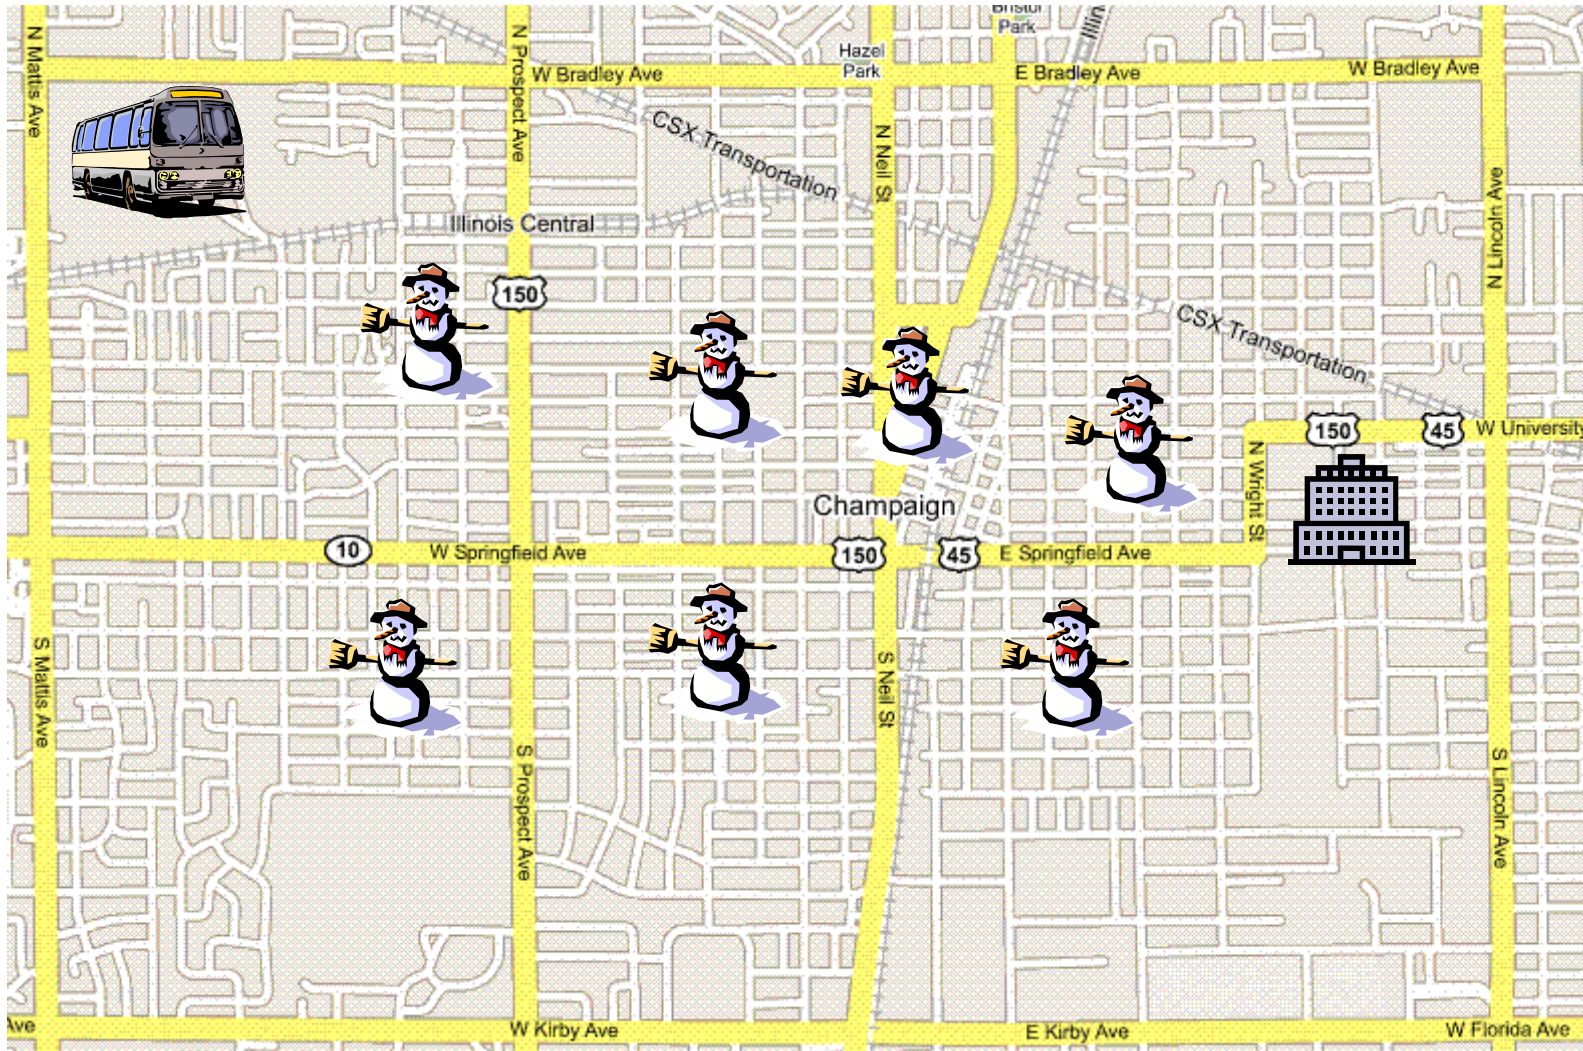 Bristol
Park
Illin
N Mattis Ave
N Prospect Ave
Hazel
Park
W Bradley Ave
E Bradley Ave
W Bradley Ave
CSX Transportation
N Neil St
N Lincoln Ave
Illinois Central
150
CSX Transportation
150
45
W University
N Wright St
Champaign
10
W Springfield Ave
150
45
E Springfield Ave
S Mattis Ave
S Neil St
S Prospect Ave
S Lincoln Ave
Ave
W Kirby Ave
E Kirby Ave
W Florida Ave